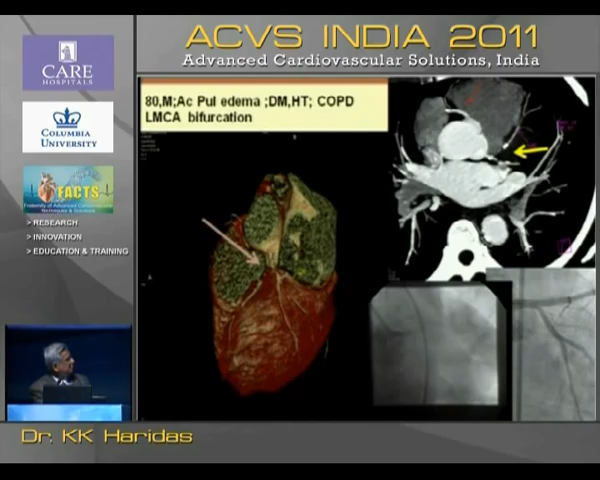 ACVS INDIA 2011
Advanced Cardiovascular Solutions, India
CARE
HOSPITALS
COLUMBIA
UNIVERSITY
FACTS
> RESEARCH
> INNOVATION
> EDUCATION & TRAINING
80,M;Ac Pul edema ;DM,HT; COPD
LMCA bifurcation
Dr. KK Haridas